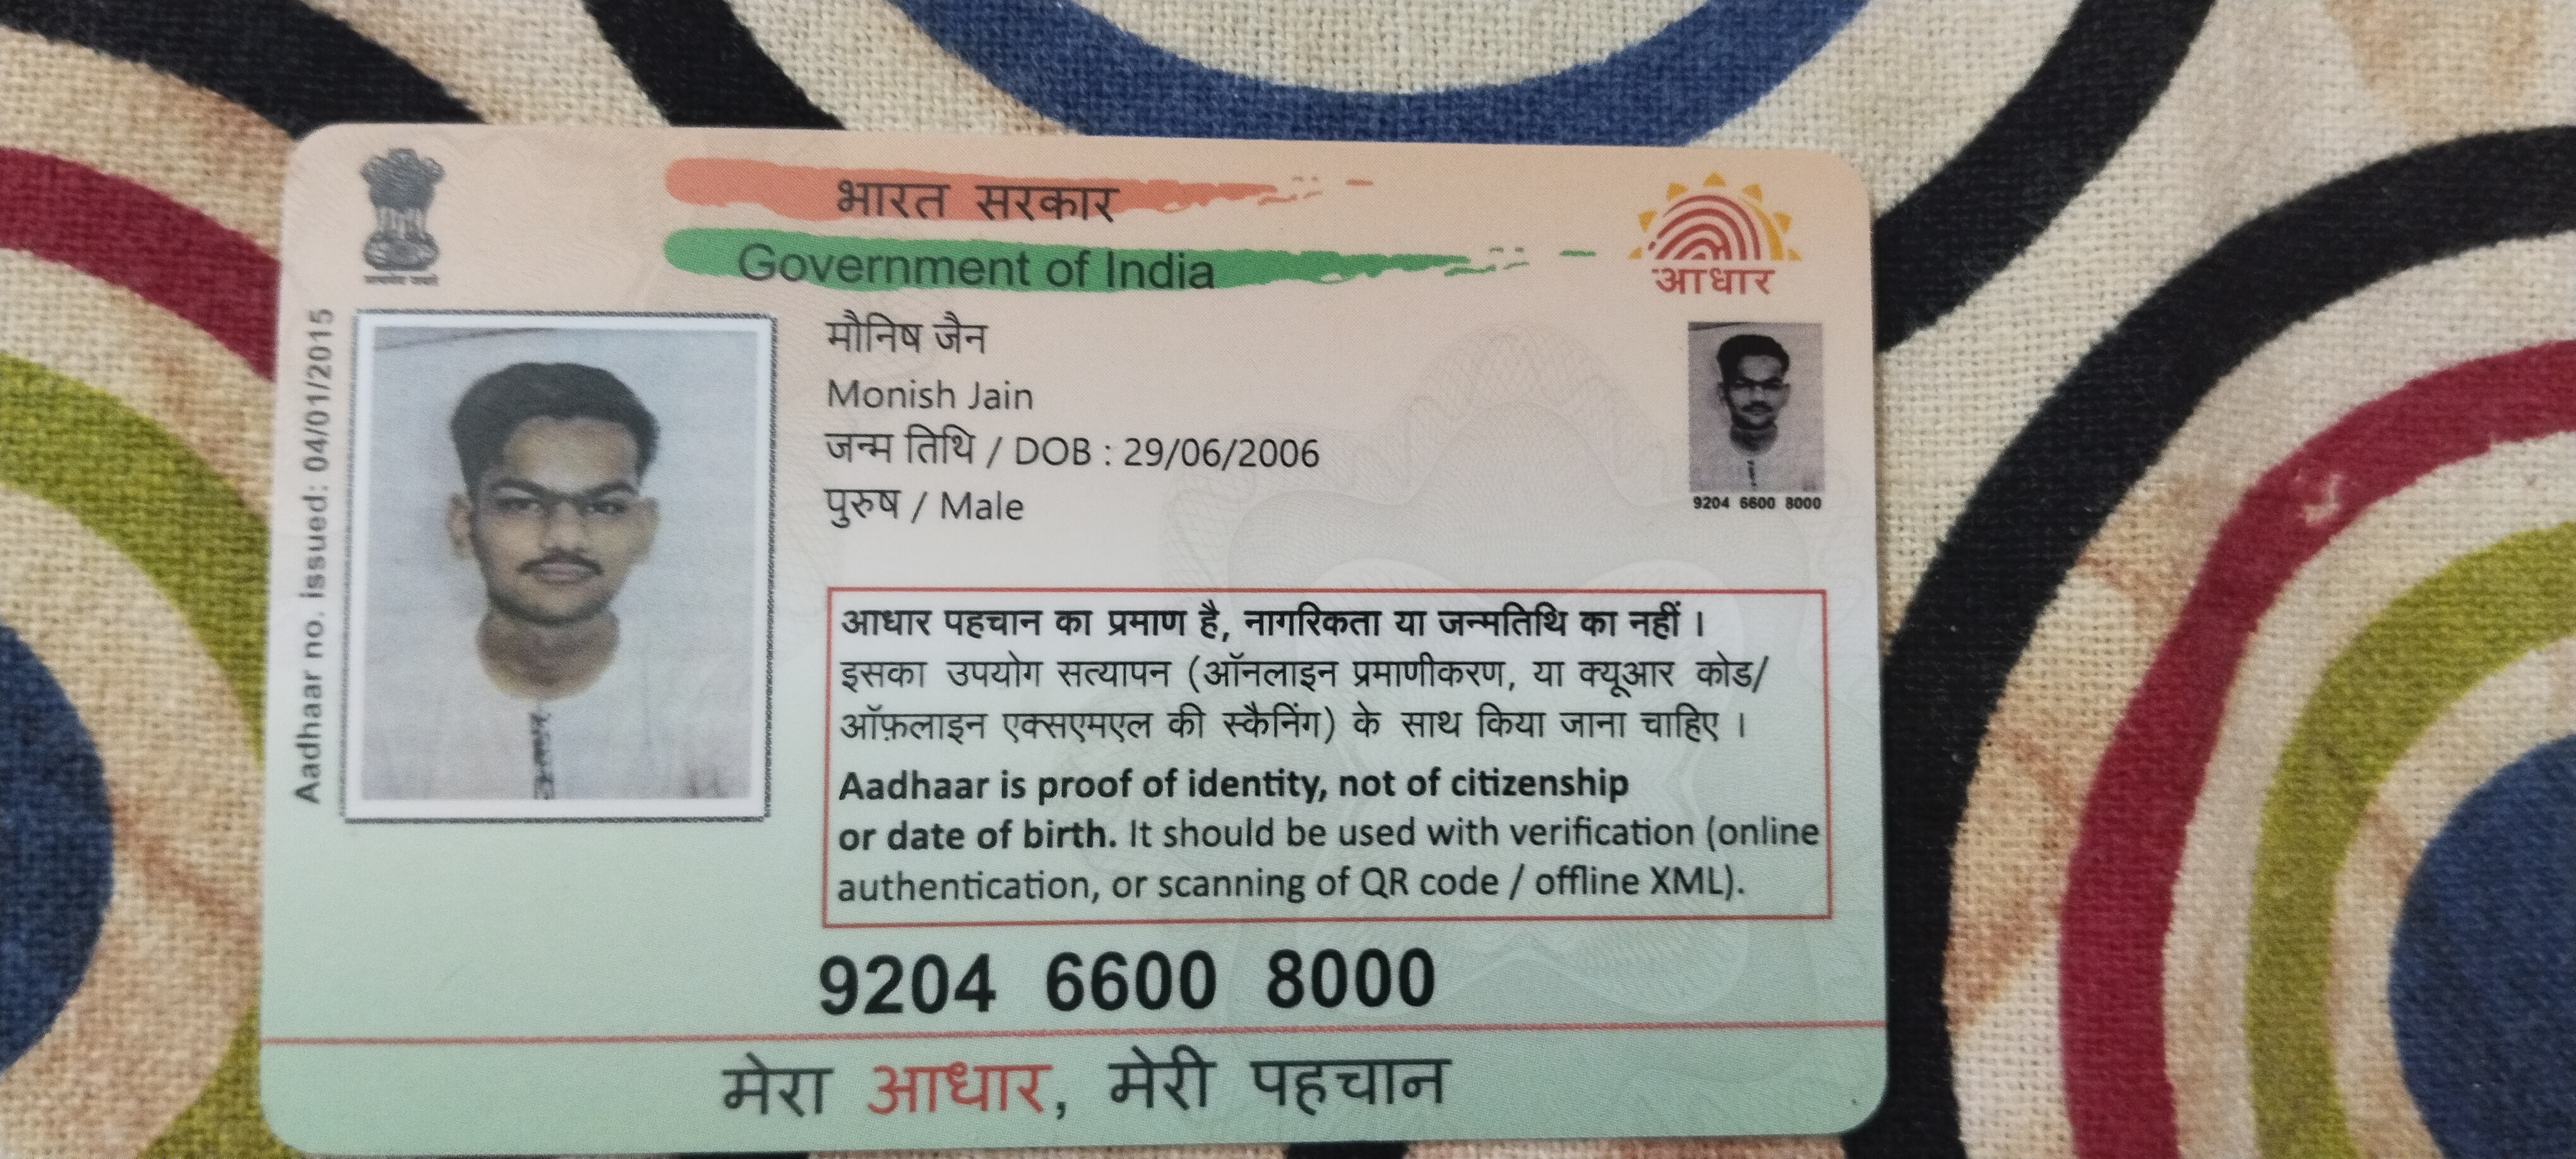 भारत सरकार
Government of India
आधार
Aadhaar no. issued: 04/01/2015
मौनिष जैन
Monish Jain
जन्म तिथि / DOB : 29/06/2006
पुरुष / Male
9204 6600 8000
आधार पहचान का प्रमाण है, नागरिकता या जन्मतिथि का नहीं ।
इसका उपयोग सत्यापन (ऑनलाइन प्रमाणीकरण, या क्यूआर कोड/
ऑफ़लाइन एक्सएमएल की स्कैनिंग) के साथ किया जाना चाहिए ।
Aadhaar is proof of identity, not of citizenship
or date of birth. It should be used with verification (online
authentication, or scanning of QR code / offline XML).
9204 6600 8000
मेरा आधार, मेरी पहचान